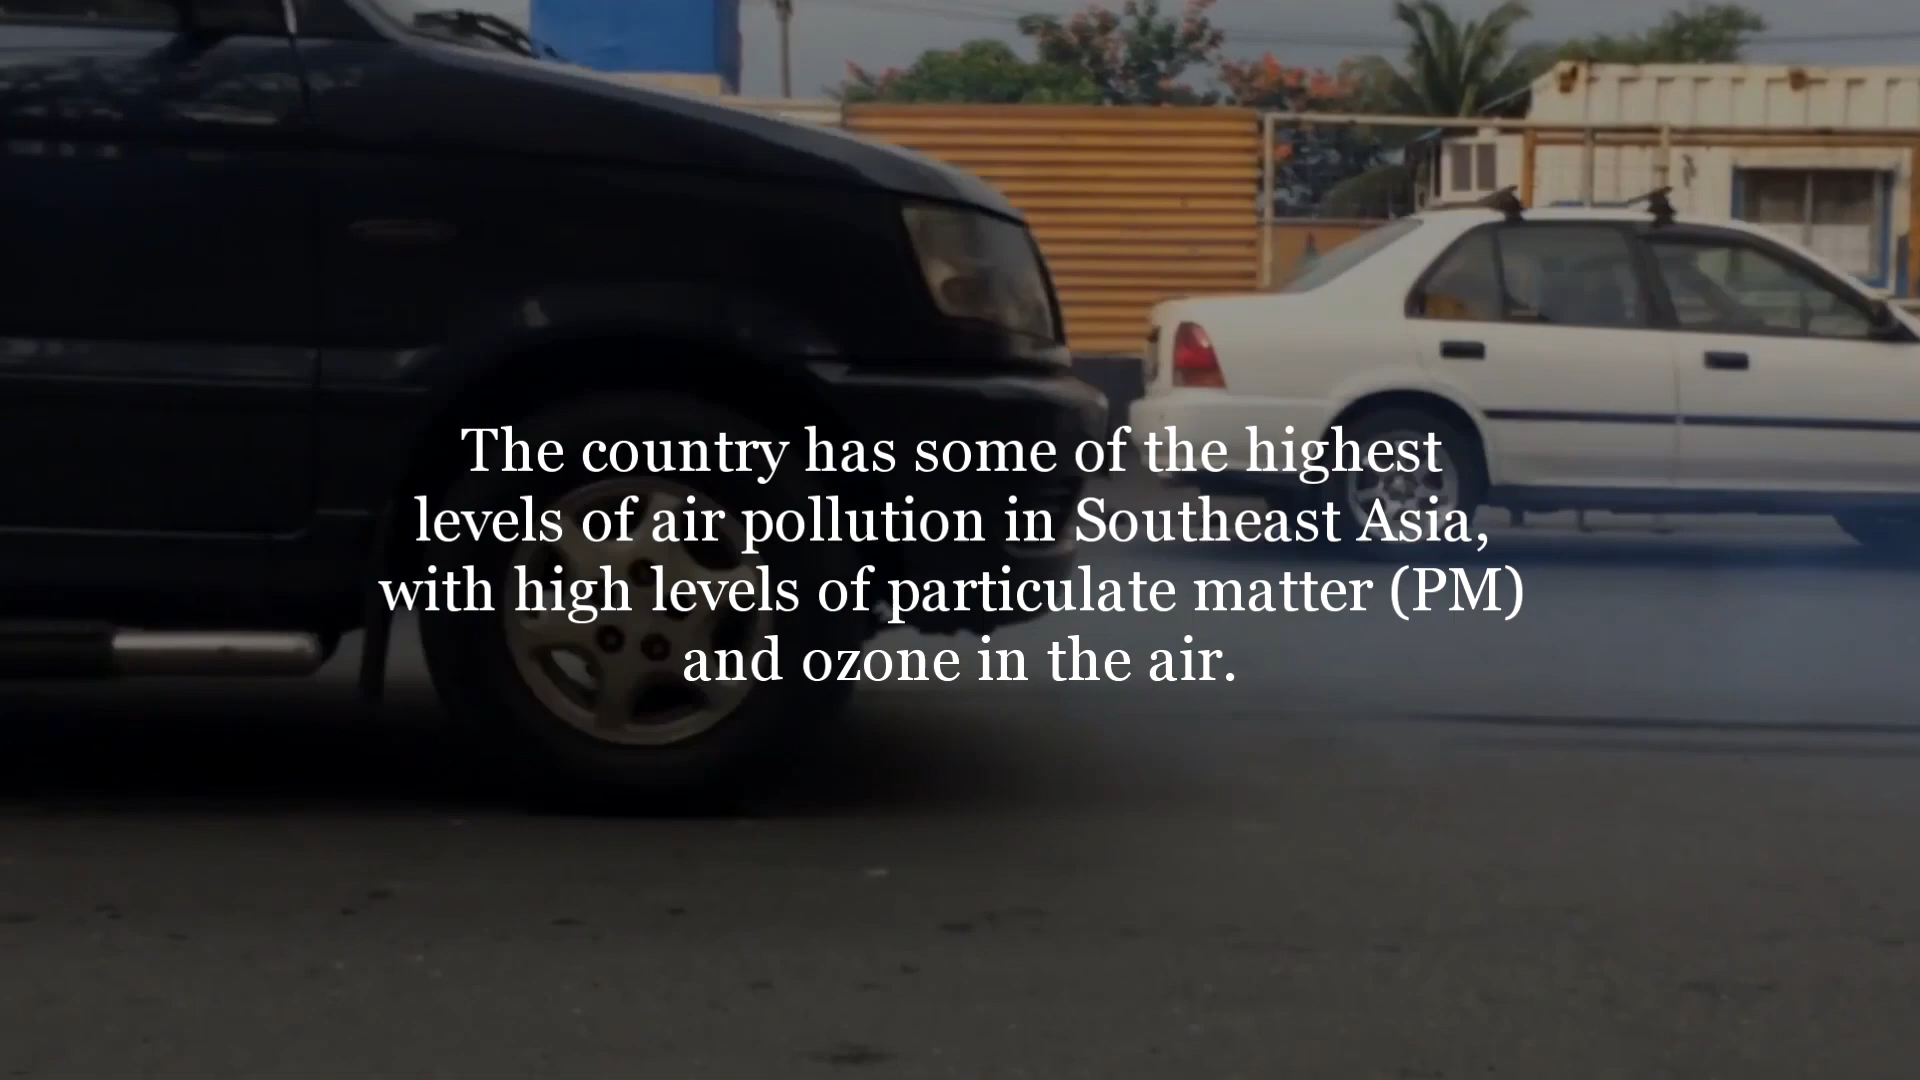 The country has some of the highest
levels of air pollution in Southeast Asia,
with high levels of particulate matter (PM)
and ozone in the air.